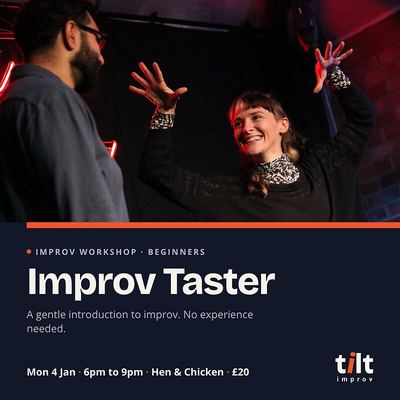 IMPROV WORKSHOP · BEGINNERS
Improv Taster
A gentle introduction to improv. No experience
needed.
Mon 4 Jan · 6pm to 9pm · Hen & Chicken · £20
tilt
improv